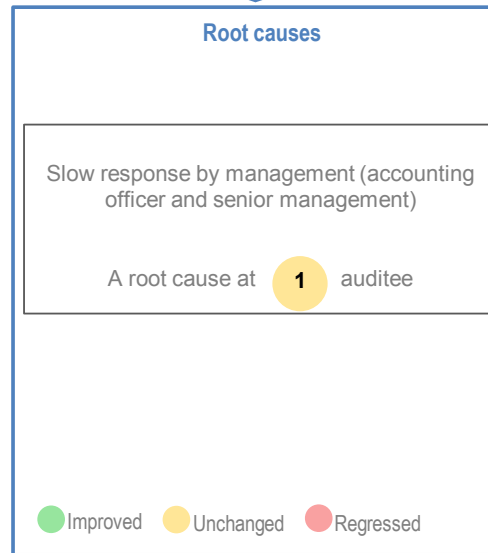 Root causes
Slow response by management (accounting
officer and senior management)
A root cause at 1 auditee
Improved Unchanged Regressed